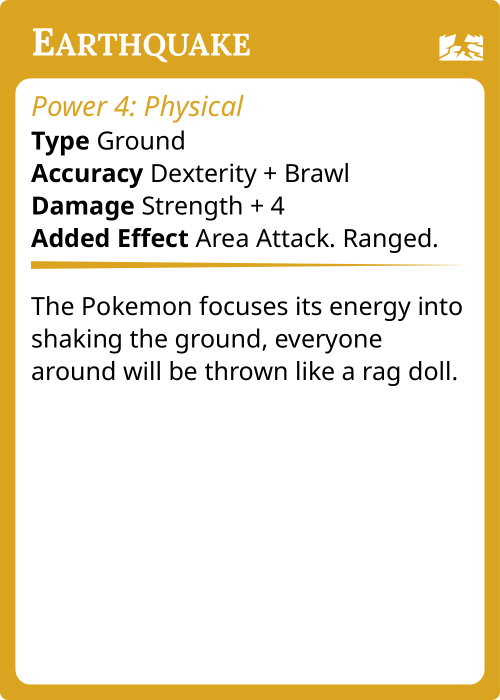 EARTHQUAKE
Power 4: Physical
Type Ground
Accuracy Dexterity + Brawl
Damage Strength + 4
Added Effect Area Attack. Ranged.
The Pokemon focuses its energy into
shaking the ground, everyone
around will be thrown like a rag doll.